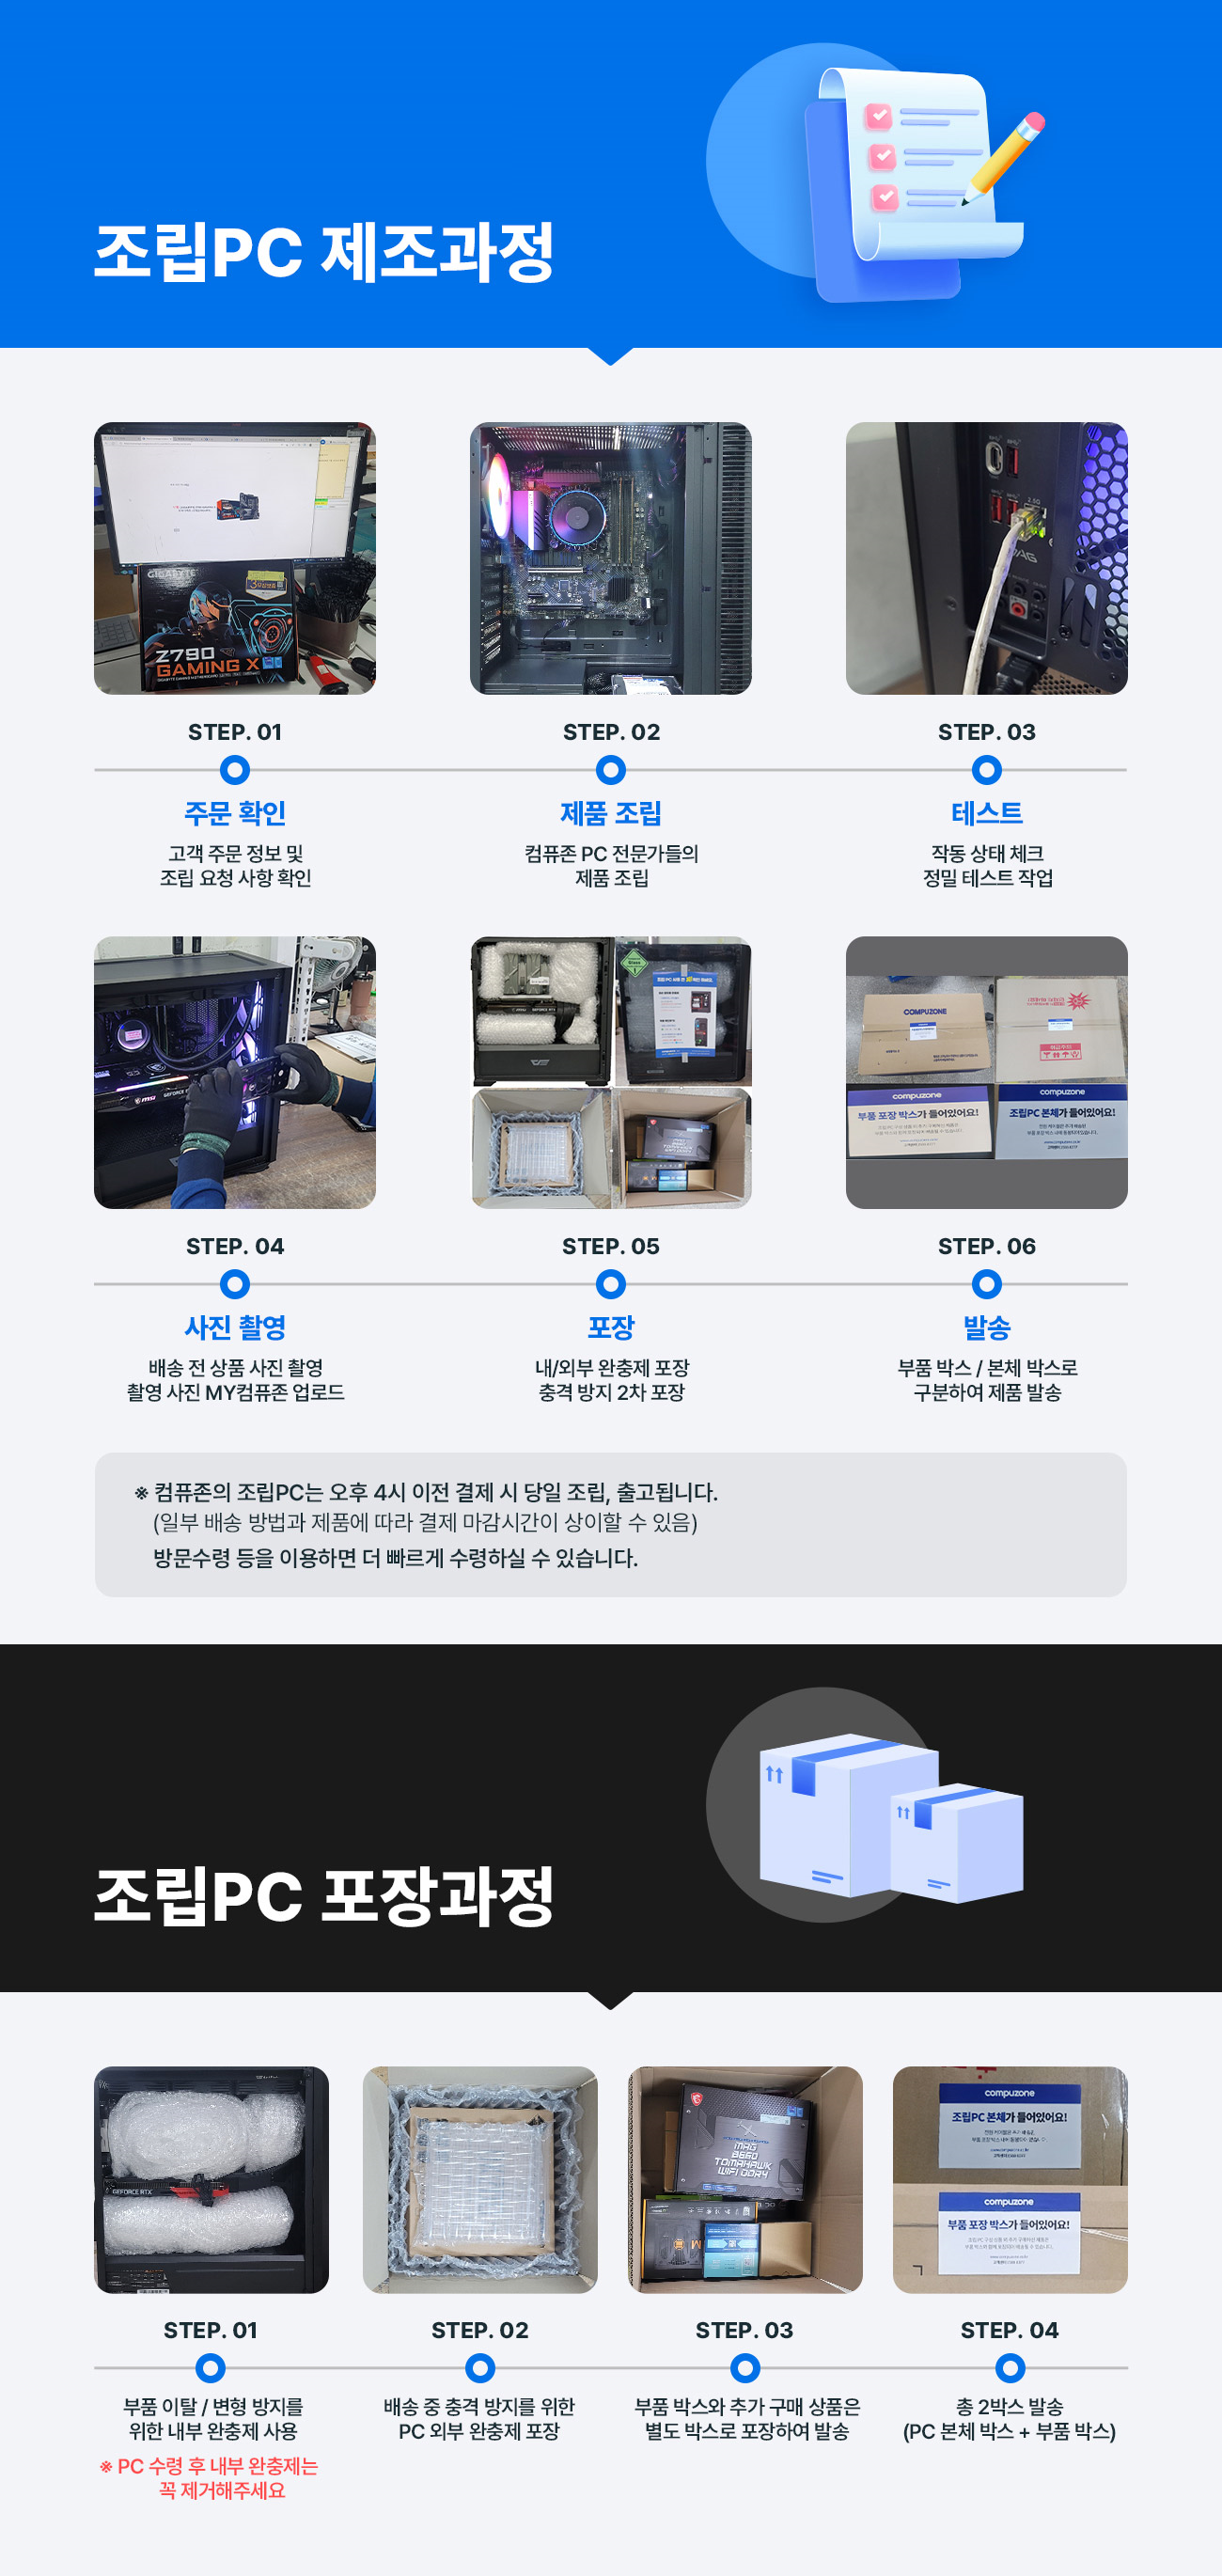 조립PC 제조과정
GIGABYTE
Z790
GAMING X
2.5G
STEP. 01
STEP. 02
STEP. 03
주문 확인
제품 조립
테스트
고객 주문 정보 및
조립 요청 사항 확인
컴퓨존 PC 전문가들의
제품 조립
작동 상태 체크
정밀 테스트 작업
msi
COMPUZONE
compuzone
부품 포장 박스가 들어있어요!
compuzone
조립PC 본체가 들어있어요!
STEP. 04
STEP. 05
STEP. 06
사진 촬영
포장
발송
배송 전 상품 사진 촬영
촬영 사진 MY컴퓨존 업로드
내/외부 완충제 포장
충격 방지 2차 포장
부품 박스 / 본체 박스로
구분하여 제품 발송
※ 컴퓨존의 조립PC는 오후 4시 이전 결제 시 당일 조립, 출고됩니다.
(일부 배송 방법과 제품에 따라 결제 마감시간이 상이할 수 있음)
방문수령 등을 이용하면 더 빠르게 수령하실 수 있습니다.
조립PC 포장과정
GEFORCE RTX
MAG
B660
TOMAHAWK
WIFI DDR4
compuzone
조립PC 본체가 들어있어요!
compuzone
부품 포장 박스가 들어있어요!
STEP. 01
STEP. 02
STEP. 03
STEP. 04
부품 이탈 / 변형 방지를
위한 내부 완충제 사용
※ PC 수령 후 내부 완충제는
꼭 제거해주세요
배송 중 충격 방지를 위한
PC 외부 완충제 포장
부품 박스와 추가 구매 상품은
별도 박스로 포장하여 발송
총 2박스 발송
(PC 본체 박스 + 부품 박스)